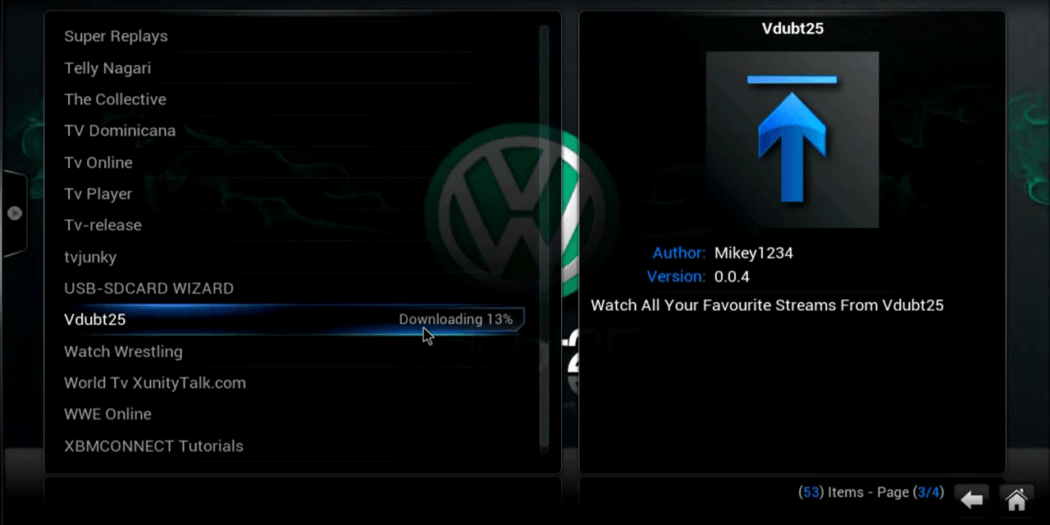 Super Replays
Telly Nagari
The Collective
TV Dominicana
Tv Online
Tv Player
Tv-release
tvjunky
USB-SDCARD WIZARD
Vdubt25 Downloading 13%
Watch Wrestling
World Tv XunityTalk.com
WWE Online
XBMCONNECT Tutorials
Vdubt25
Author: Mikey1234
Version: 0.0.4
Watch All Your Favourite Streams From Vdubt25
(53) Items - Page (3/4)